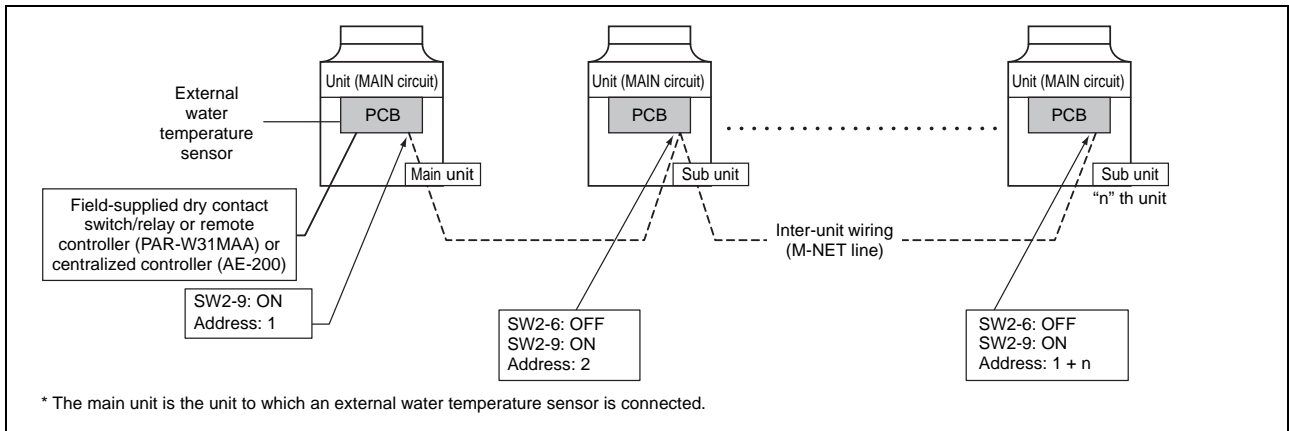 Unit (MAIN circuit)
PCB
External
water
temperature
sensor
Main unit
Field-supplied dry contact
switch/relay or remote
controller (PAR-W31MAA) or
centralized controller (AE-200)
SW2-9: ON
Address: 1
Unit (MAIN circuit)
PCB
Sub unit
SW2-6: OFF
SW2-9: ON
Address: 2
Inter-unit wiring
(M-NET line)
Unit (MAIN circuit)
PCB
Sub unit
“n” th unit
SW2-6: OFF
SW2-9: ON
Address: 1 + n
* The main unit is the unit to which an external water temperature sensor is connected.